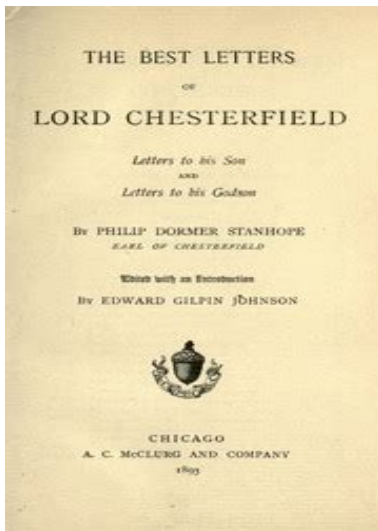 THE BEST LETTERS
OF
LORD CHESTERFIELD
Letters to his Son
AND
Letters to his Godson
BY PHILIP DORMER STANHOPE
EARL OF CHESTERFIELD
Edited with an Introduction
BY EDWARD GILPIN JOHNSON
CHICAGO
A. C. McCLURG AND COMPANY
1893